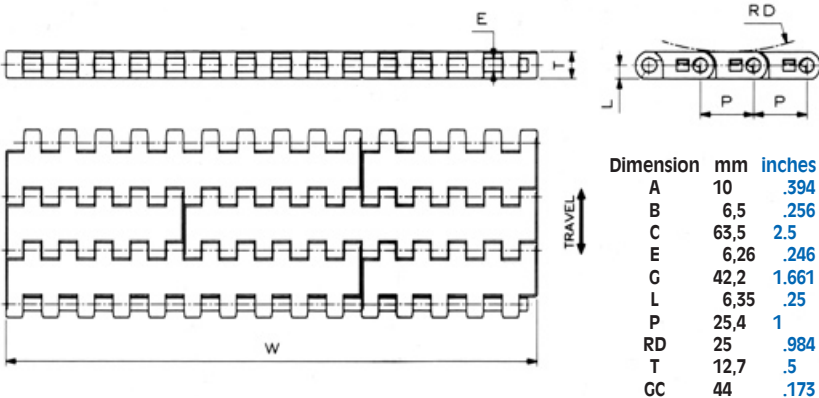 E
T
L
RD
P P
TRAVEL
W
Dimension mm inches
A 10 .394
B 6,5 .256
C 63,5 2.5
E 6,26 .246
G 42,2 1.661
L 6,35 .25
P 25,4 1
RD 25 .984
T 12,7 .5
GC 44 .173